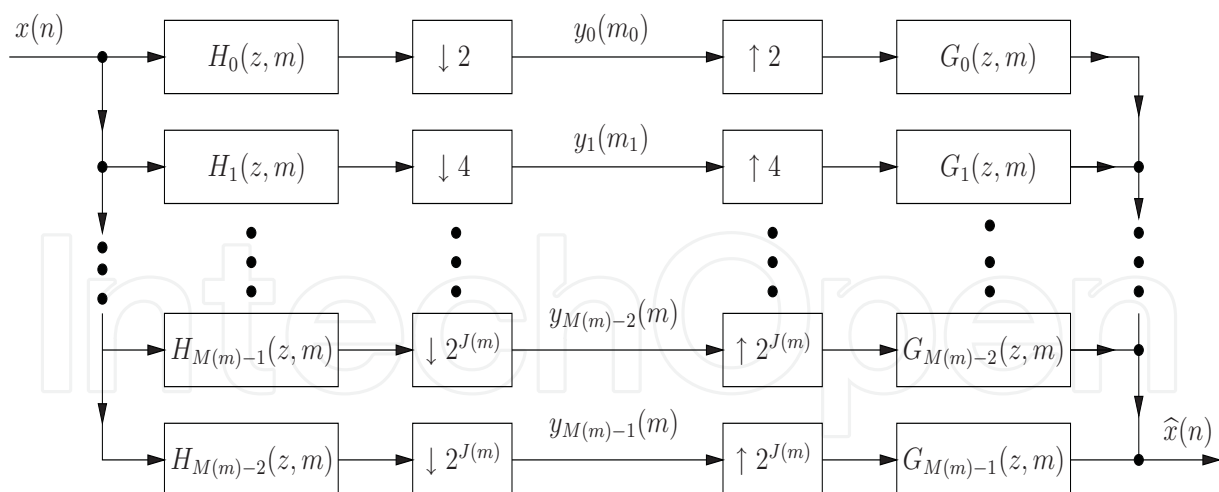 x(n) H_0(z, m) ↓ 2 y_0(m_0) ↑ 2 G_0(z, m)
H_1(z, m) ↓ 4 y_1(m_1) ↑ 4 G_1(z, m)
H_{M(m)−1}(z, m) ↓ 2^{J(m)} y_{M(m)−2}(m) ↑ 2^{J(m)} G_{M(m)−2}(z, m)
H_{M(m)−2}(z, m) ↓ 2^{J(m)} y_{M(m)−1}(m) ↑ 2^{J(m)} G_{M(m)−1}(z, m) x̂(n)
IntechOpen